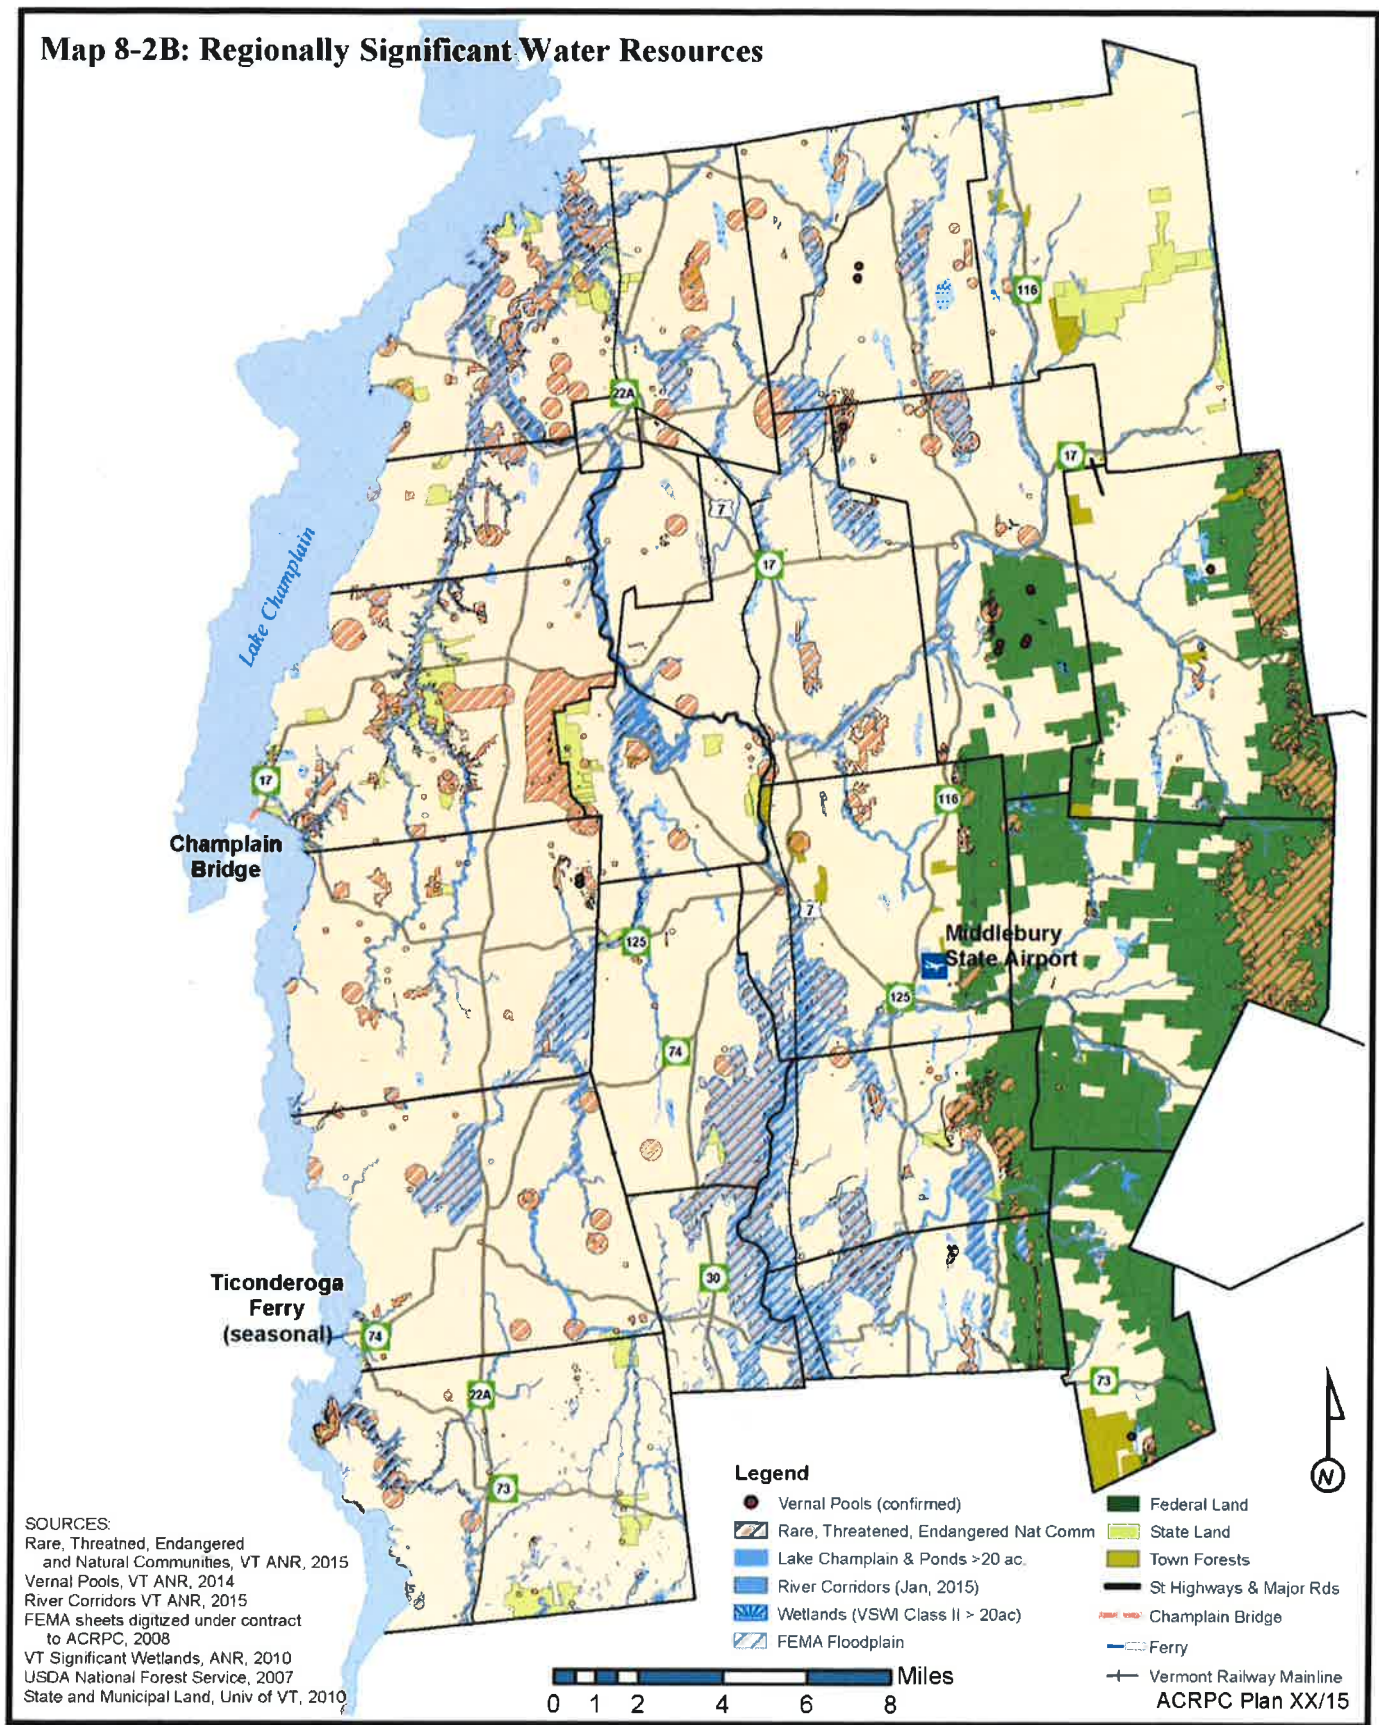 Map 8-2B: Regionally Significant Water Resources
116
22A
17
7
17
Lake Champlain
17
116
Champlain
Bridge
7
125
Middlebury
State Airport
125
74
Ticonderoga
Ferry
(seasonal)
30
74
73
22A
73
N
Legend
Vernal Pools (confirmed)
Rare, Threatened, Endangered Nat Comm
Lake Champlain & Ponds >20 ac.
River Corridors (Jan, 2015)
Wetlands (VSWI Class II > 20ac)
FEMA Floodplain
Federal Land
State Land
Town Forests
St Highways & Major Rds
Champlain Bridge
Ferry
Vermont Railway Mainline
SOURCES:
Rare, Threatned, Endangered
and Natural Communities, VT ANR, 2015
Vernal Pools, VT ANR, 2014
River Corridors VT ANR, 2015
FEMA sheets digitized under contract
to ACRPC, 2008
VT Significant Wetlands, ANR, 2010
USDA National Forest Service, 2007
State and Municipal Land, Univ of VT, 2010
Miles
0 1 2 4 6 8
ACRPC Plan XX/15